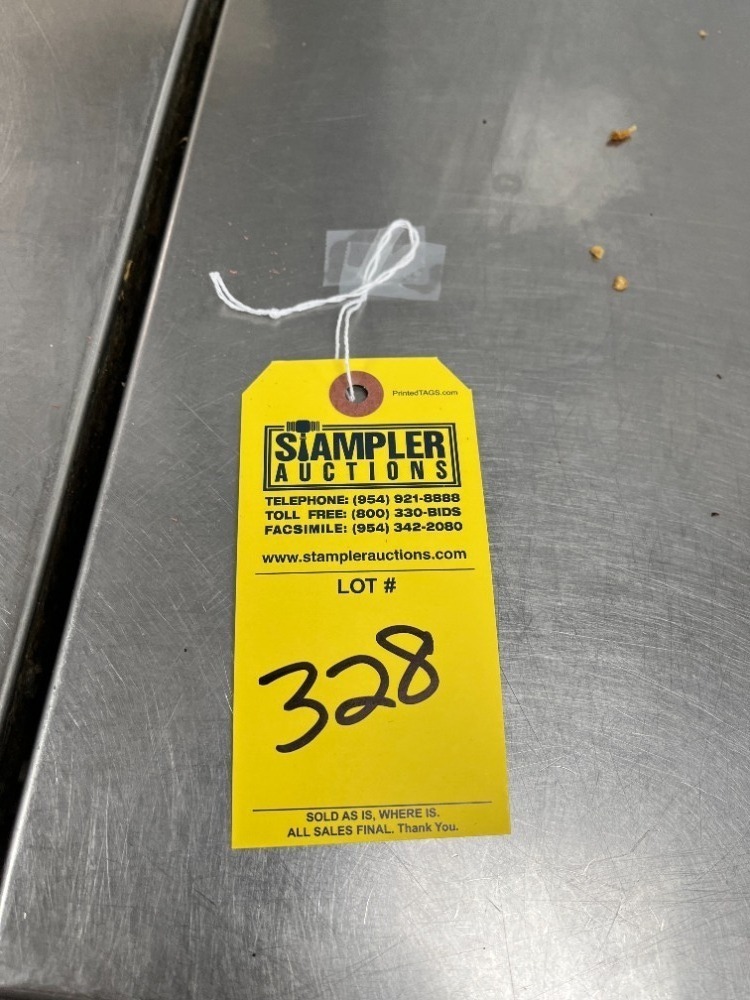 PrintedTAGS.com
STAMPLER
AUCTIONS
TELEPHONE: (954) 921-8888
TOLL FREE: (800) 330-BIDS
FACSIMILE: (954) 342-2080
www.stamplerauctions.com
LOT #
328
SOLD AS IS, WHERE IS.
ALL SALES FINAL. Thank You.